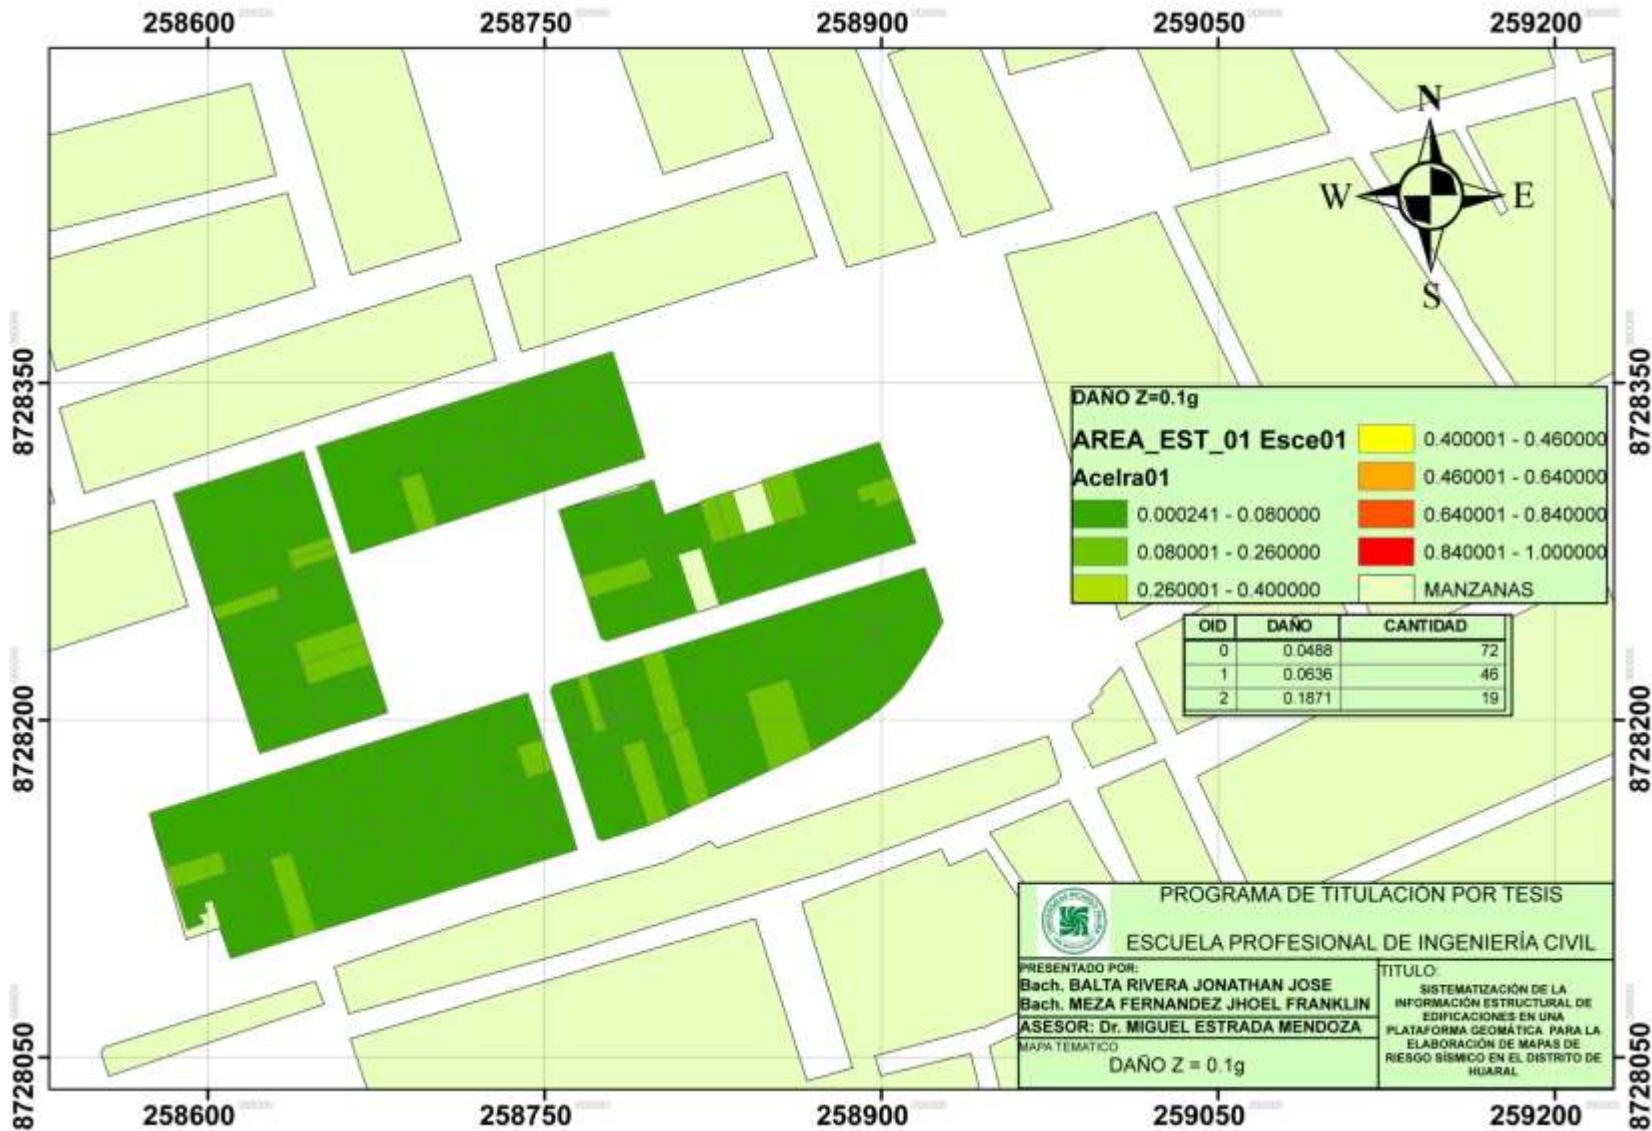 258600 258750 258900 259050 259200
N
W E
S
8728350 8728350
DAÑO Z=0.1g
AREA_EST_01 Esce01
Acelra01
0.000241 - 0.080000
0.080001 - 0.260000
0.260001 - 0.400000
0.400001 - 0.460000
0.460001 - 0.640000
0.640001 - 0.840000
0.840001 - 1.000000
MANZANAS
OID DAÑO CANTIDAD
0 0.0488 72
1 0.0636 46
2 0.1871 19
8728200 8728200
PROGRAMA DE TITULACIÓN POR TESIS
ESCUELA PROFESIONAL DE INGENIERÍA CIVIL
PRESENTADO POR:
Bach. BALTA RIVERA JONATHAN JOSE
Bach. MEZA FERNANDEZ JHOEL FRANKLIN
ASESOR: Dr. MIGUEL ESTRADA MENDOZA
MAPA TEMATICO
DAÑO Z = 0.1g
TITULO:
SISTEMATIZACIÓN DE LA
INFORMACIÓN ESTRUCTURAL DE
EDIFICACIONES EN UNA
PLATAFORMA GEOMÁTICA PARA LA
ELABORACIÓN DE MAPAS DE
RIESGO SÍSMICO EN EL DISTRITO DE
HUARAL
8728050 8728050
258600 258750 258900 259050 259200